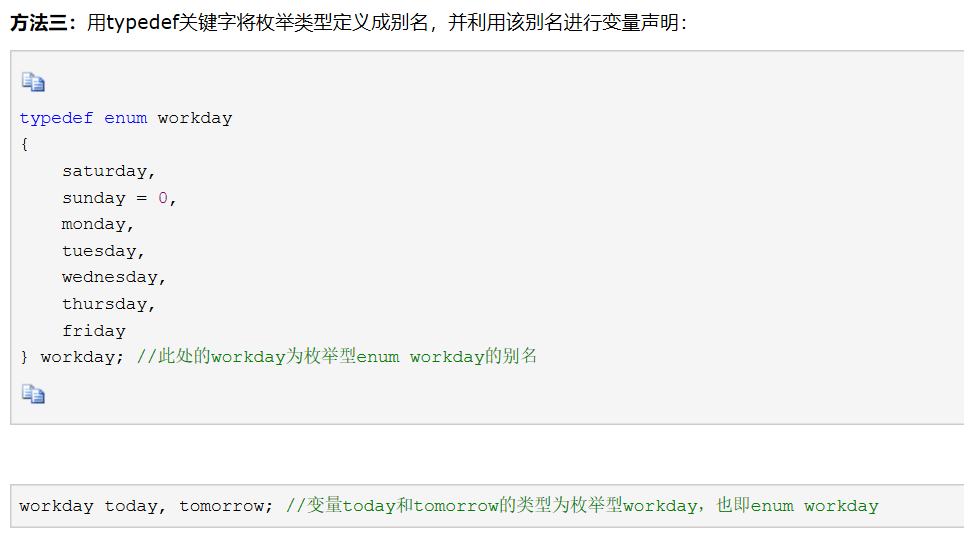 方法三：用typedef关键字将枚举类型定义成别名，并利用该别名进行变量声明：
typedef enum workday
{
    saturday,
    sunday = 0,
    monday,
    tuesday,
    wednesday,
    thursday,
    friday
} workday; //此处的workday为枚举型enum workday的别名
workday today, tomorrow; //变量today和tomorrow的类型为枚举型workday，也即enum workday